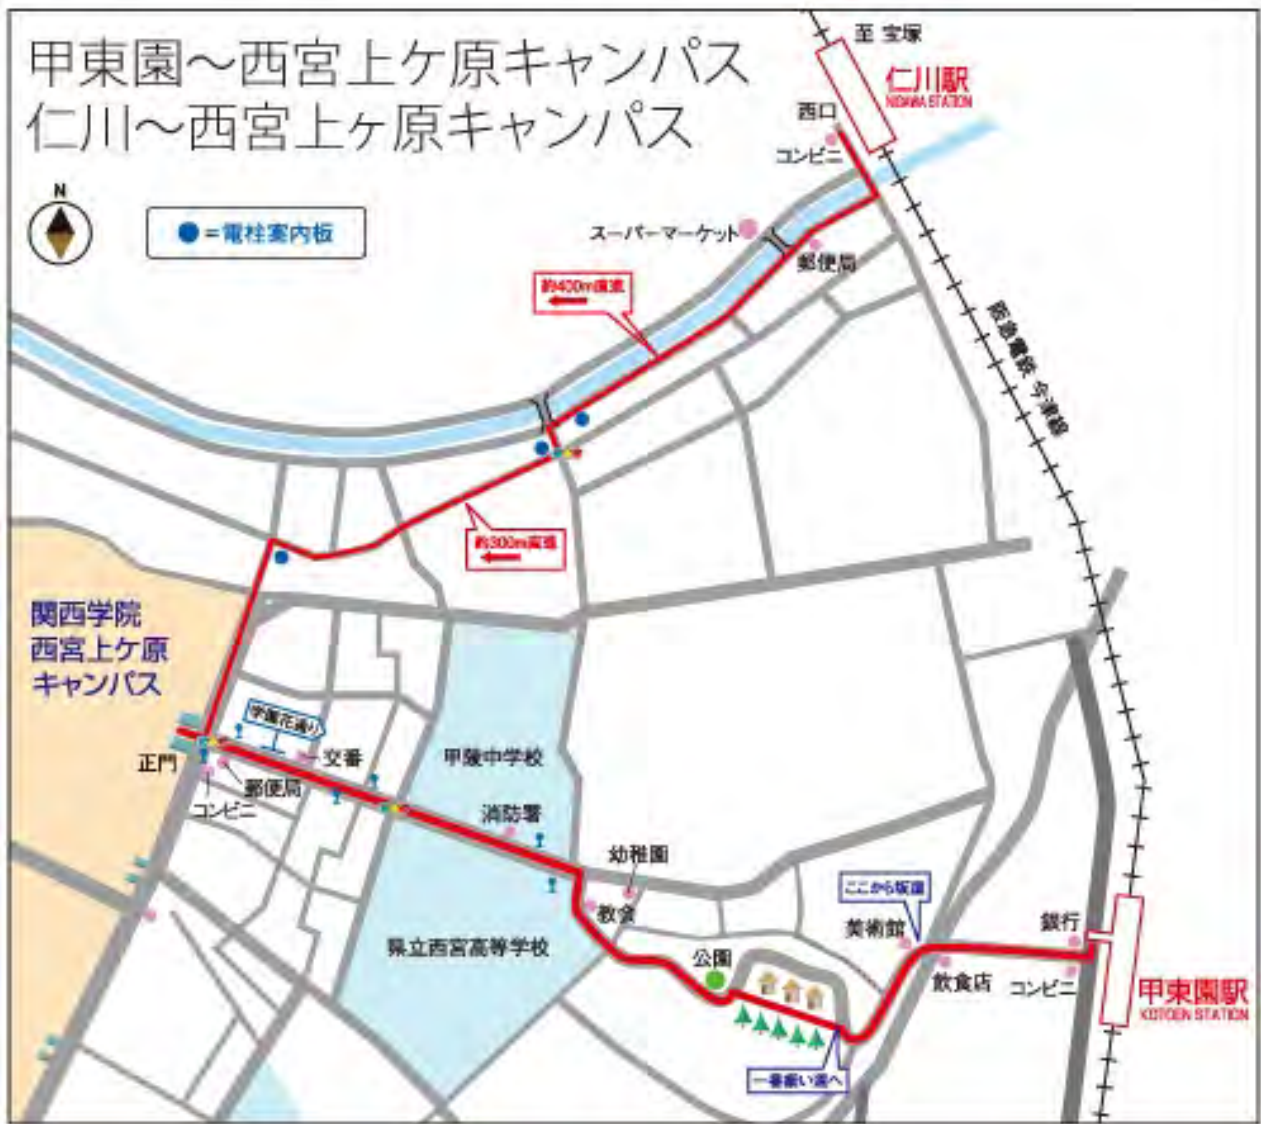 甲東園～西宮上ケ原キャンパス
仁川～西宮上ヶ原キャンパス
至 宝塚
仁川駅
NIGAWA STATION
西口
コンビニ
N
●=電柱案内板
スーパーマーケット
郵便局
約400m直進
阪急電鉄 今津線
約300m直進
関西学院
西宮上ケ原
キャンパス
学園花通り
正門
交番
郵便局
コンビニ
甲陵中学校
消防署
幼稚園
教会
ここから坂道
美術館
銀行
県立西宮高等学校
公園
飲食店
コンビニ
甲東園駅
KOTOEN STATION
一番細い道へ